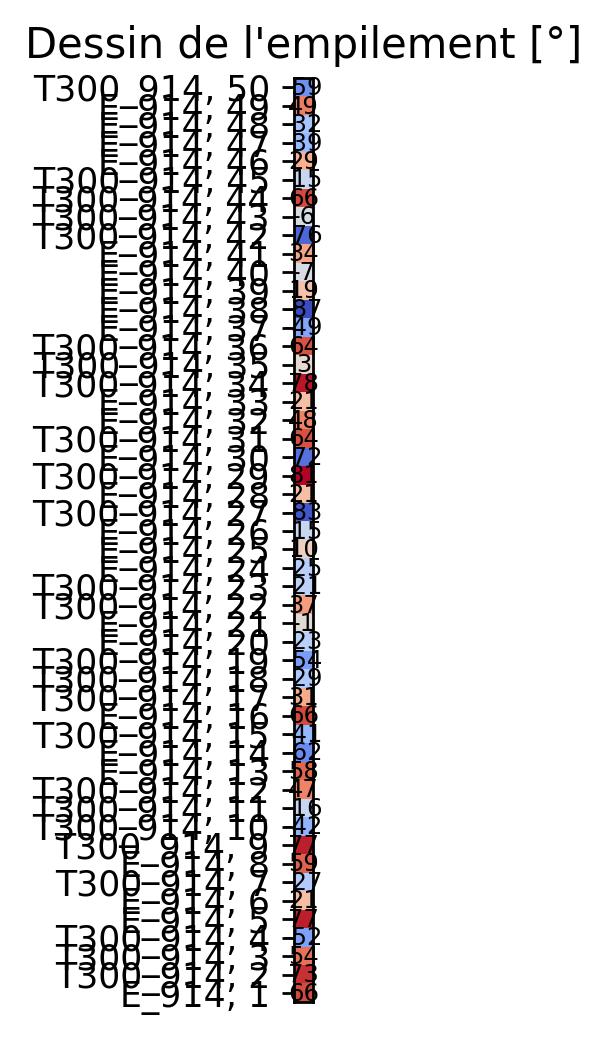 Dessin de l'empilement [°]
T300_914, 50 -59
E_914, 49 49
E_914, 48 -32
E_914, 47 -39
E_914, 46 29
T300_914, 45 -15
T300_914, 44 66
T300_914, 43 -6
T300_914, 42 -76
E_914, 41 34
E_914, 40 -7
E_914, 39 19
E_914, 38 -87
E_914, 37 -49
T300_914, 36 64
T300_914, 35 3
T300_914, 34 78
E_914, 33 21
E_914, 32 48
T300_914, 31 64
E_914, 30 -72
T300_914, 29 81
E_914, 28 21
T300_914, 27 -83
E_914, 26 -15
E_914, 25 10
E_914, 24 -25
T300_914, 23 -21
T300_914, 22 37
E_914, 21 -1
E_914, 20 -23
T300_914, 19 -54
T300_914, 18 -29
T300_914, 17 31
E_914, 16 66
T300_914, 15 -41
E_914, 14 -62
E_914, 13 58
T300_914, 12 47
T300_914, 11 -16
T300_914, 10 -42
T300_914, 9 77
E_914, 8 59
T300_914, 7 -27
E_914, 6 21
E_914, 5 77
T300_914, 4 -52
T300_914, 3 54
T300_914, 2 73
E_914, 1 66